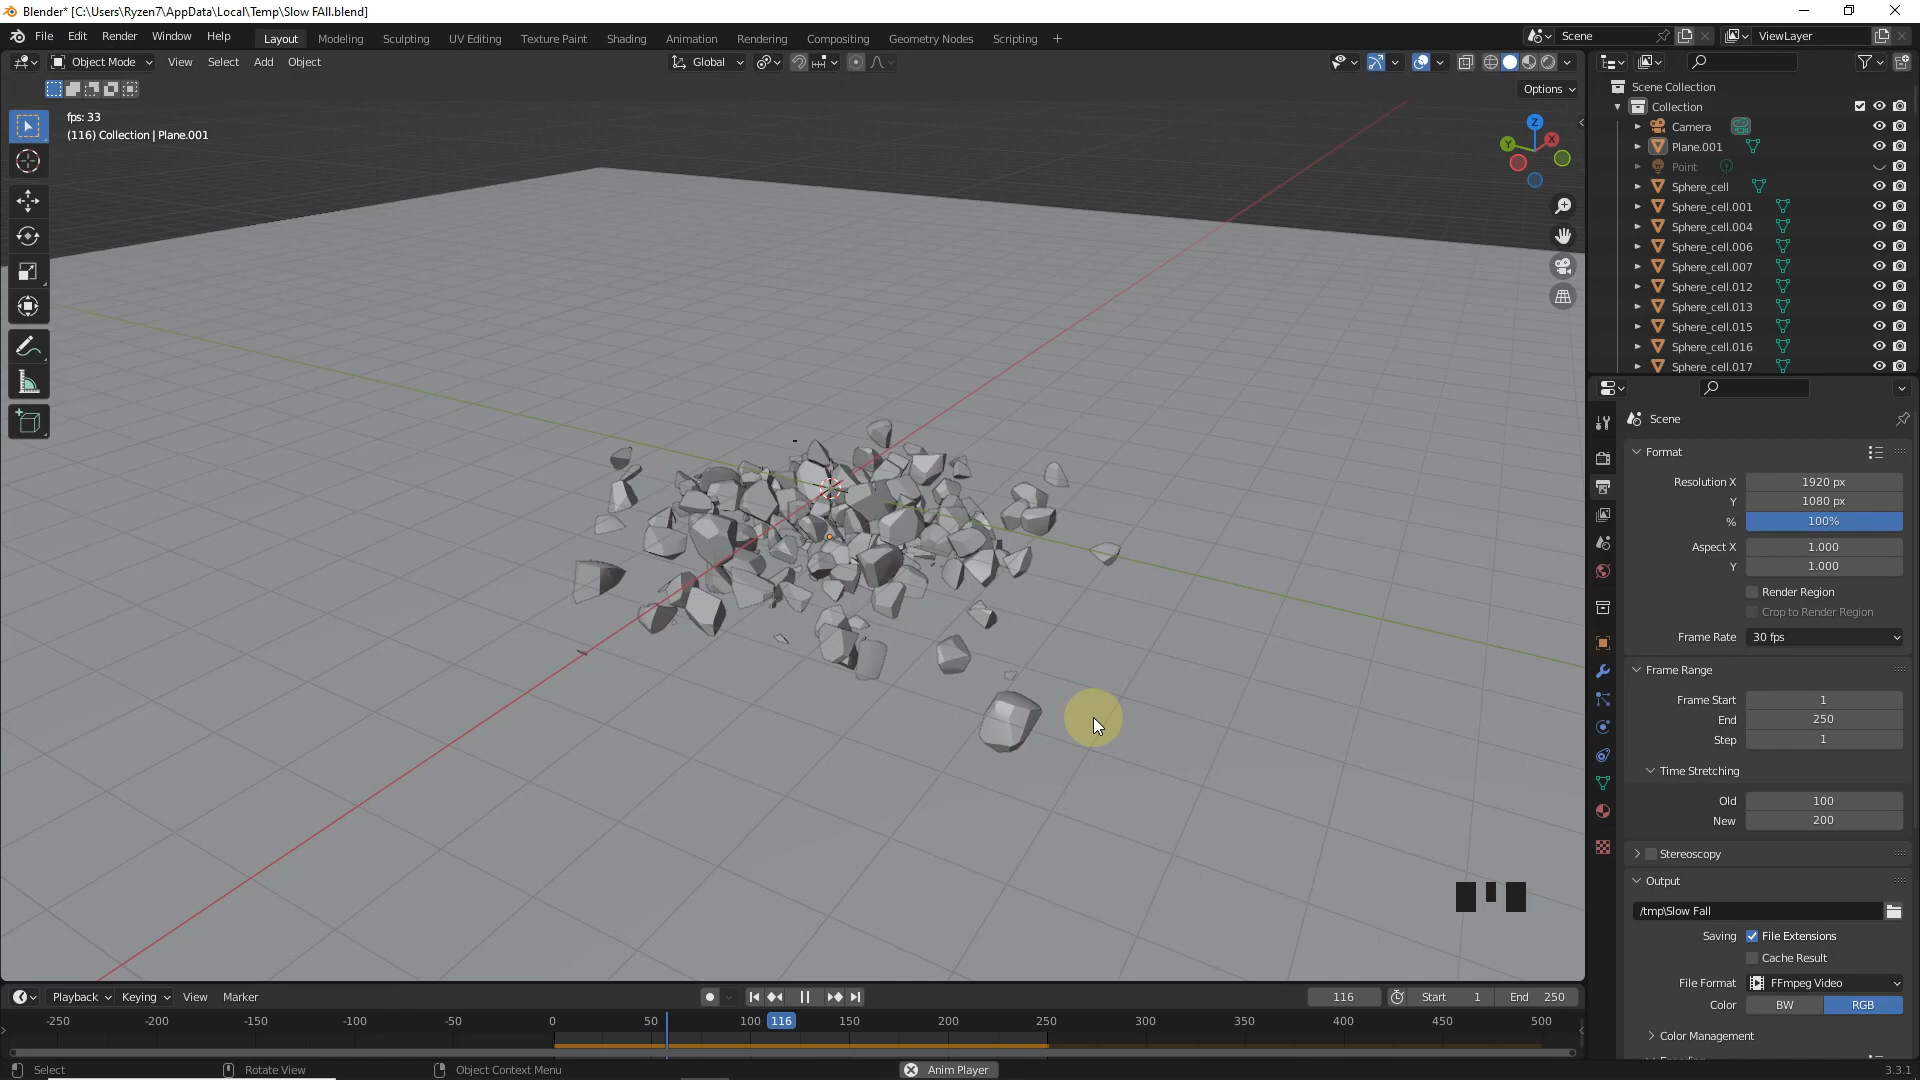 Blender* [C:\Users\Ryzen7\AppData\Local\Temp\Slow FAll.blend]
File Edit Render Window Help Layout Modeling Sculpting UV Editing Texture Paint Shading Animation Rendering Compositing Geometry Nodes Scripting + Scene ViewLayer
Object Mode View Select Add Object Global
Options
fps: 33
(116) Collection | Plane.001
Z
X
Y
Scene Collection
Collection
Camera
Plane.001
Point
Sphere_cell
Sphere_cell.001
Sphere_cell.004
Sphere_cell.006
Sphere_cell.007
Sphere_cell.012
Sphere_cell.013
Sphere_cell.015
Sphere_cell.016
Sphere_cell.017
Scene
Format
Resolution X 1920 px
Y 1080 px
% 100%
Aspect X 1.000
Y 1.000
Render Region
Crop to Render Region
Frame Rate 30 fps
Frame Range
Frame Start 1
End 250
Step 1
Time Stretching
Old 100
New 200
Stereoscopy
Output
/tmp\Slow Fall
Saving File Extensions
Cache Result
File Format FFmpeg Video
Color BW RGB
Color Management
Playback Keying View Marker 116 Start 1 End 250
-250 -200 -150 -100 -50 0 50 100 116 150 200 250 300 350 400 450 500
Select Rotate View Object Context Menu Anim Player 3.3.1